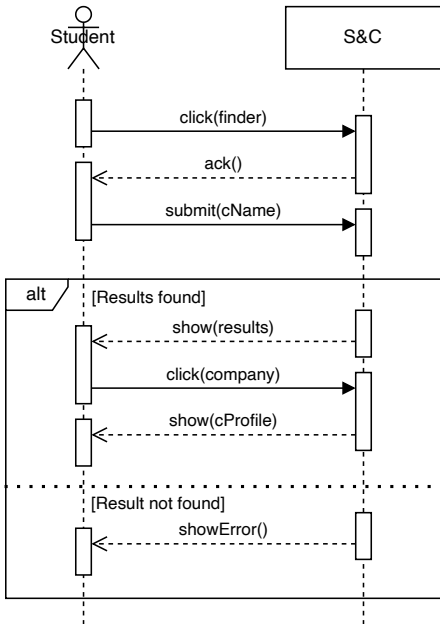 Student
S&C
click(finder)
ack()
submit(cName)
alt
[Results found]
show(results)
click(company)
show(cProfile)
[Result not found]
showError()